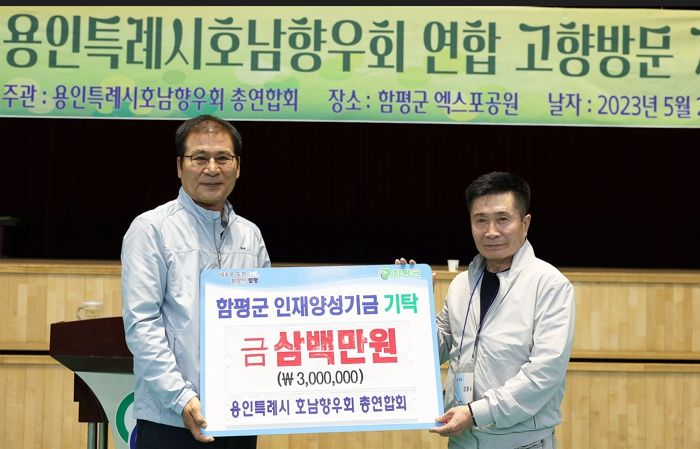 용인특례시호남향우회 연합 고향방문
주관 : 용인특례시호남향우회 총연합회 장소 : 함평군 엑스포공원 날자 : 2023년 5월 2
함평군
함평군 인재양성기금 기탁
금 삼백만원
(₩ 3,000,000)
용인특례시 호남향우회 총연합회